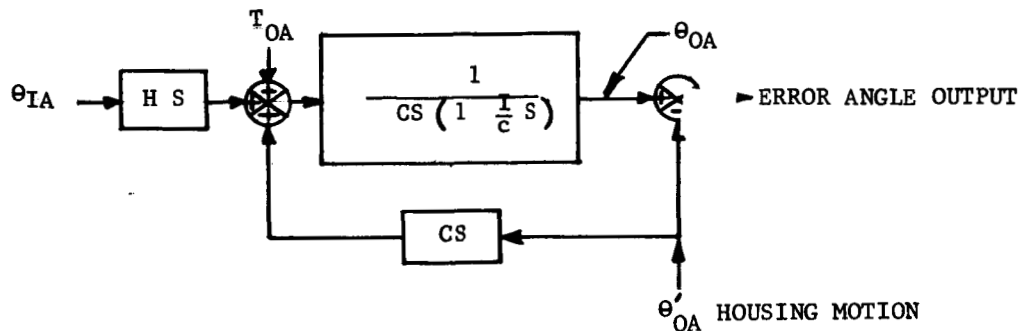 T_OA
θ_OA
θ_IA
H S
1
CS ( 1 I/c S )
ERROR ANGLE OUTPUT
+
+
+
+
-
CS
θ'_OA HOUSING MOTION